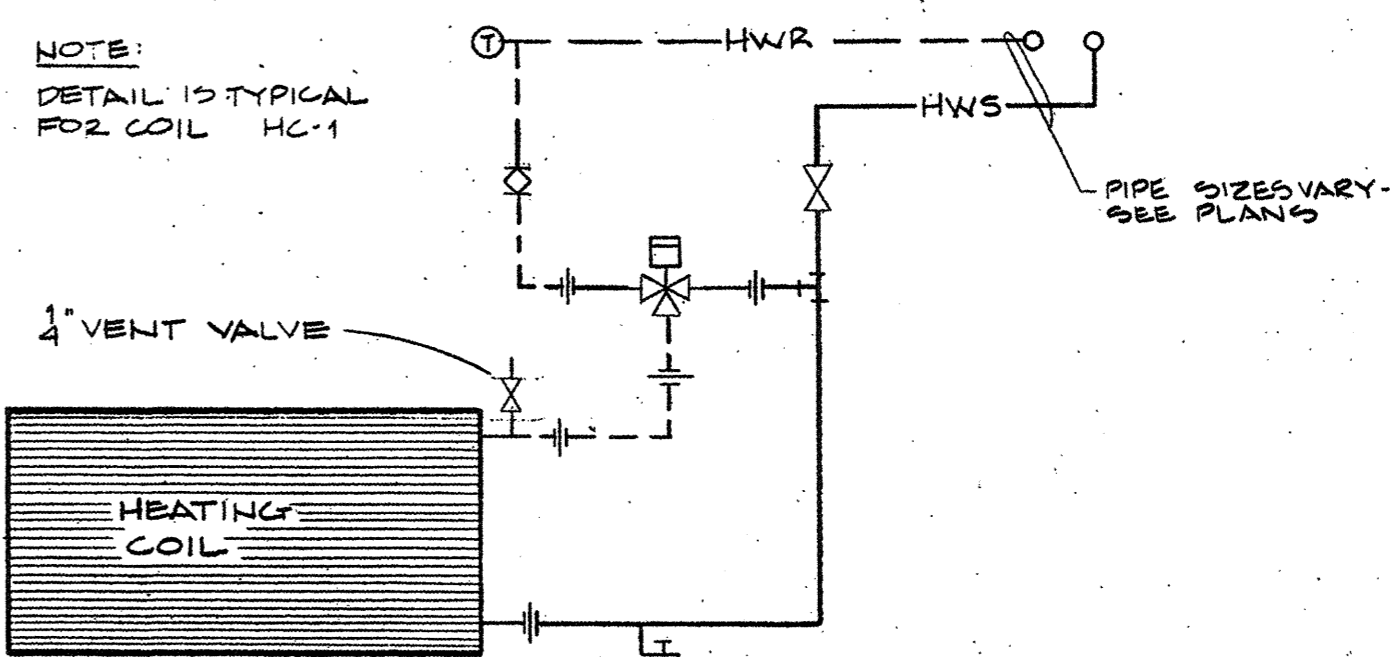 NOTE:
DETAIL IS TYPICAL
FOR COIL HC-1
T
HWR
HWS
PIPE SIZES VARY-
SEE PLANS
1/4" VENT VALVE
HEATING
COIL